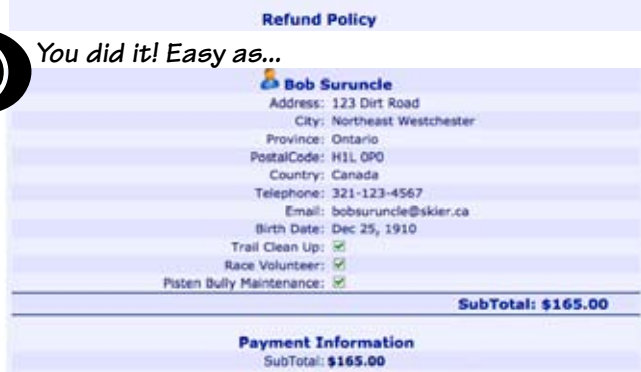 Refund Policy
You did it! Easy as...
Bob Suruncle
Address: 123 Dirt Road
City: Northeast Westchester
Province: Ontario
PostalCode: H1L 0P0
Country: Canada
Telephone: 321-123-4567
Email: bobsuruncle@skier.ca
Birth Date: Dec 25, 1910
Trail Clean Up:
Race Volunteer:
Pisten Bully Maintenance:
SubTotal: $165.00
Payment Information
SubTotal: $165.00